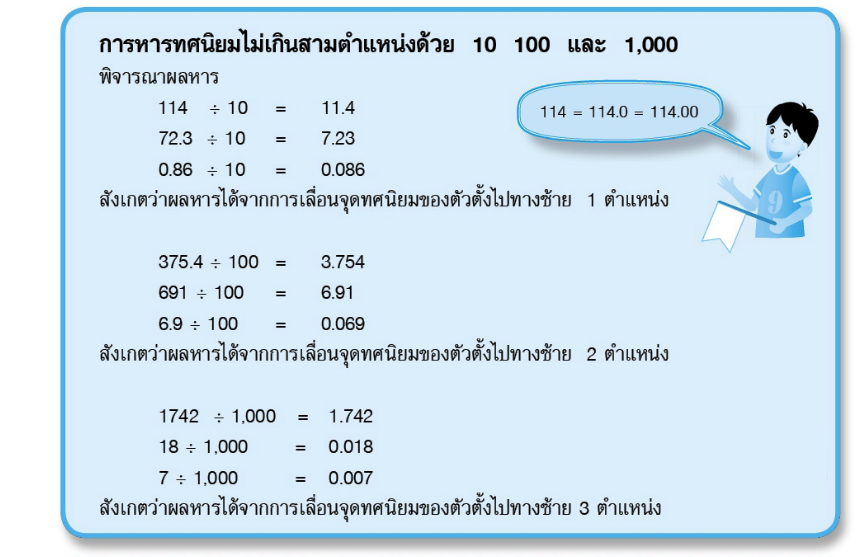 การหารทศนิยมไม่เกินสามตำแหน่งด้วย 10 100 และ 1,000
พิจารณาผลหาร
114 ÷ 10 = 11.4
114 = 114.0 = 114.00
72.3 ÷ 10 = 7.23
0.86 ÷ 10 = 0.086
สังเกตว่าผลหารได้จากการเลื่อนจุดทศนิยมของตัวตั้งไปทางซ้าย 1 ตำแหน่ง
9
375.4 ÷ 100 = 3.754
691 ÷ 100 = 6.91
6.9 ÷ 100 = 0.069
สังเกตว่าผลหารได้จากการเลื่อนจุดทศนิยมของตัวตั้งไปทางซ้าย 2 ตำแหน่ง
1742 ÷ 1,000 = 1.742
18 ÷ 1,000 = 0.018
7 ÷ 1,000 = 0.007
สังเกตว่าผลหารได้จากการเลื่อนจุดทศนิยมของตัวตั้งไปทางซ้าย 3 ตำแหน่ง